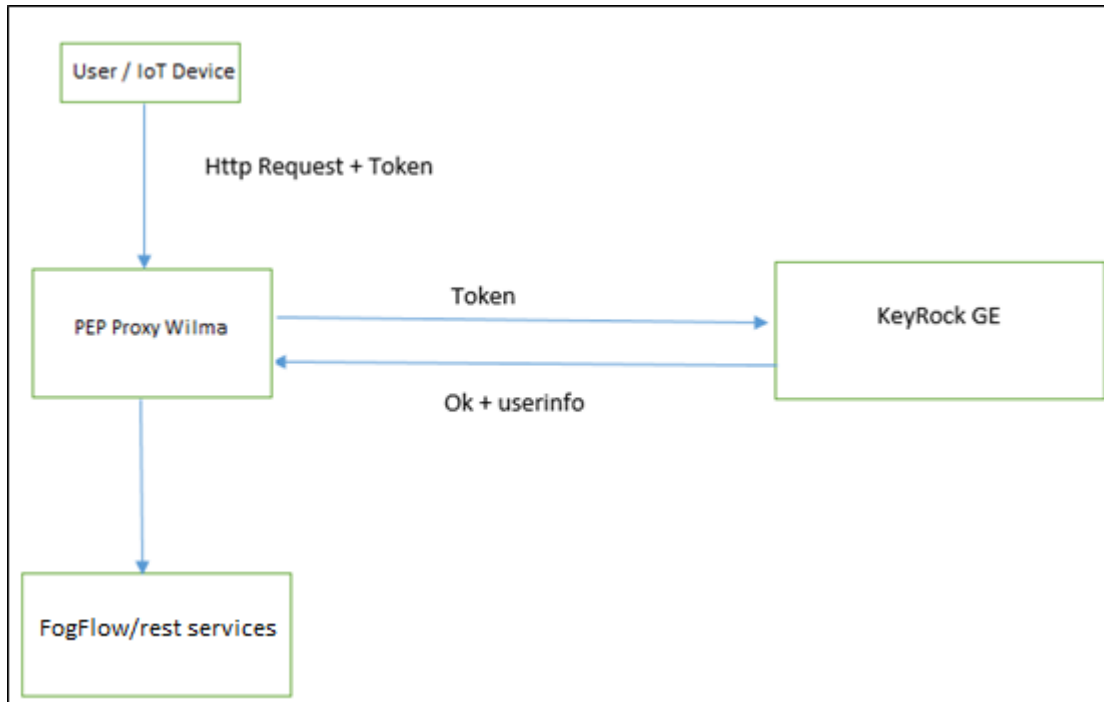 User / IoT Device
Http Request + Token
Token
KeyRock GE
PEP Proxy Wilma
Ok + userinfo
FogFlow/rest services